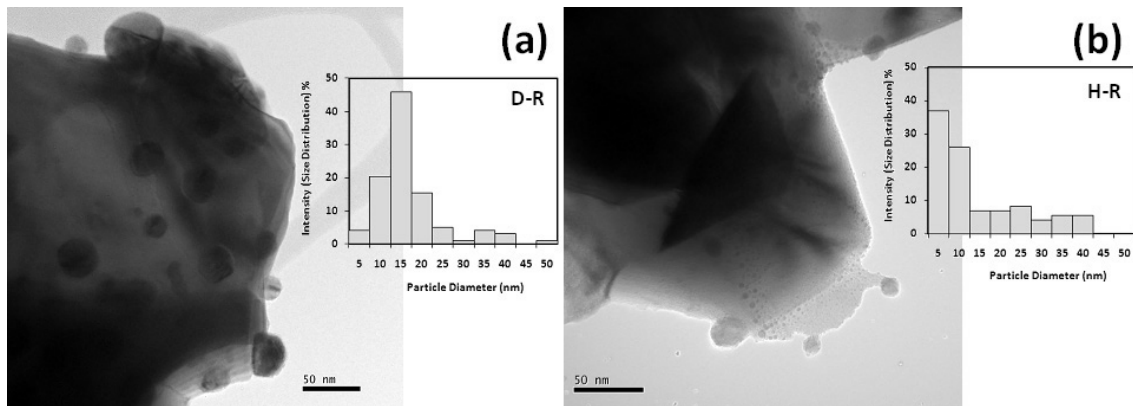 (a)
D-R
Intensity (Size Distribution) %
50
40
30
20
10
0
5 10 15 20 25 30 35 40 45 50
Particle Diameter (nm)
50 nm
(b)
H-R
Intensity (Size Distribution) %
50
40
30
20
10
0
5 10 15 20 25 30 35 40 45 50
Particle Diameter (nm)
50 nm